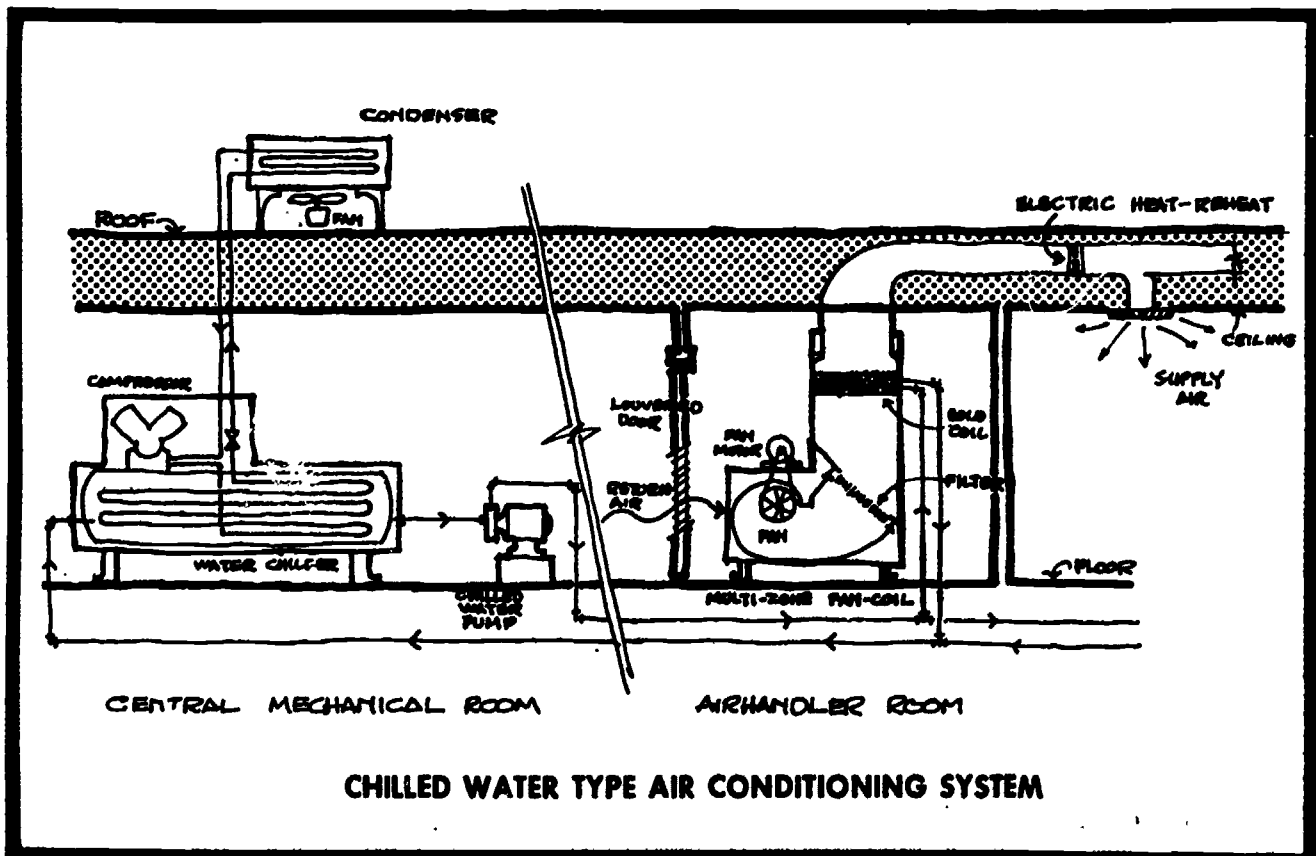 CONDENSER
FAN
ROOF
ELECTRIC HEAT-REHEAT
CEILING
SUPPLY
AIR
COMPRESSOR
LOUVERED
DOOR
FAN
MOTOR
COLD
COIL
RETURN
AIR
FILTER
FAN
WATER CHILLER
CHILLED
WATER
PUMP
MULTI-ZONE FAN-COIL
FLOOR
CENTRAL MECHANICAL ROOM
AIRHANDLER ROOM
CHILLED WATER TYPE AIR CONDITIONING SYSTEM